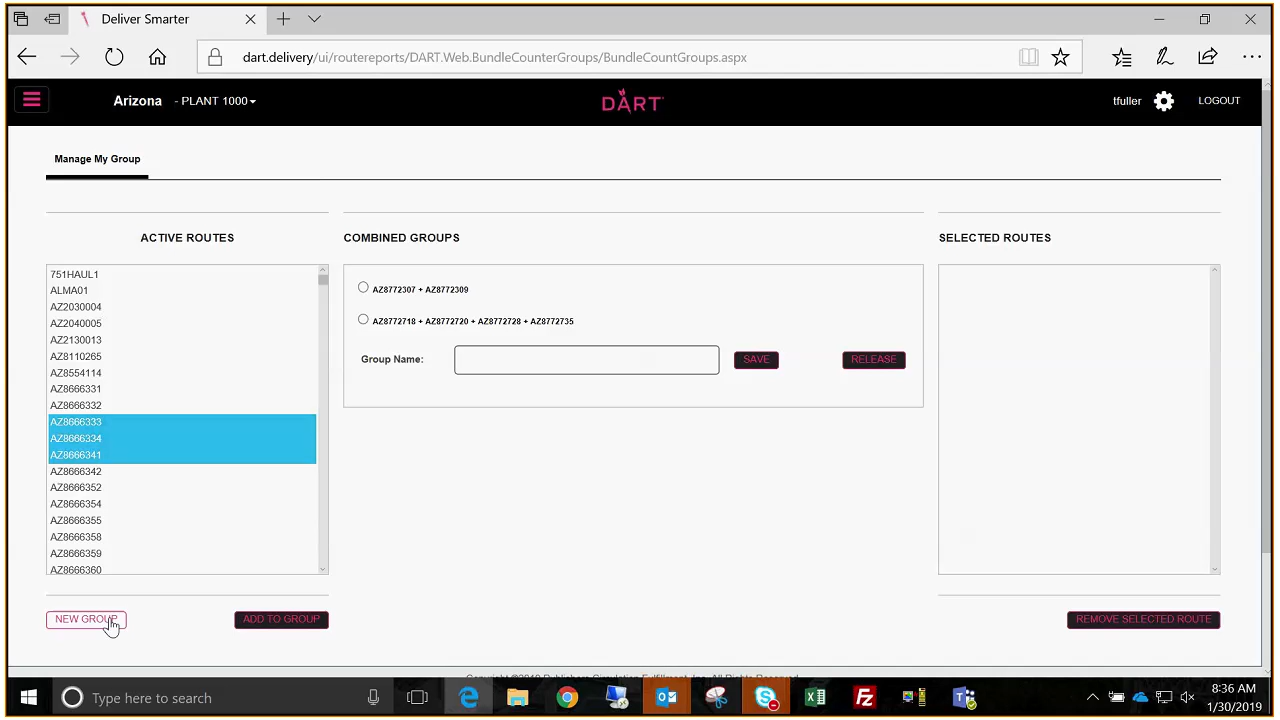 Deliver Smarter
dart.delivery/ui/routereports/DART.Web.BundleCounterGroups/BundleCountGroups.aspx
Arizona - PLANT 1000
DART
tfuller
LOGOUT
Manage My Group
ACTIVE ROUTES
751HAUL1
ALMA01
AZ2030004
AZ2040005
AZ2130013
AZ8110265
AZ8554114
AZ8666331
AZ8666332
AZ8666333
AZ8666334
AZ8666341
AZ8666342
AZ8666352
AZ8666354
AZ8666355
AZ8666358
AZ8666359
AZ8666360
NEW GROUP
ADD TO GROUP
COMBINED GROUPS
AZ8772307 + AZ8772309
AZ8772718 + AZ8772720 + AZ8772728 + AZ8772735
Group Name:
SAVE
RELEASE
SELECTED ROUTES
REMOVE SELECTED ROUTE
Type here to search
8:36 AM
1/30/2019